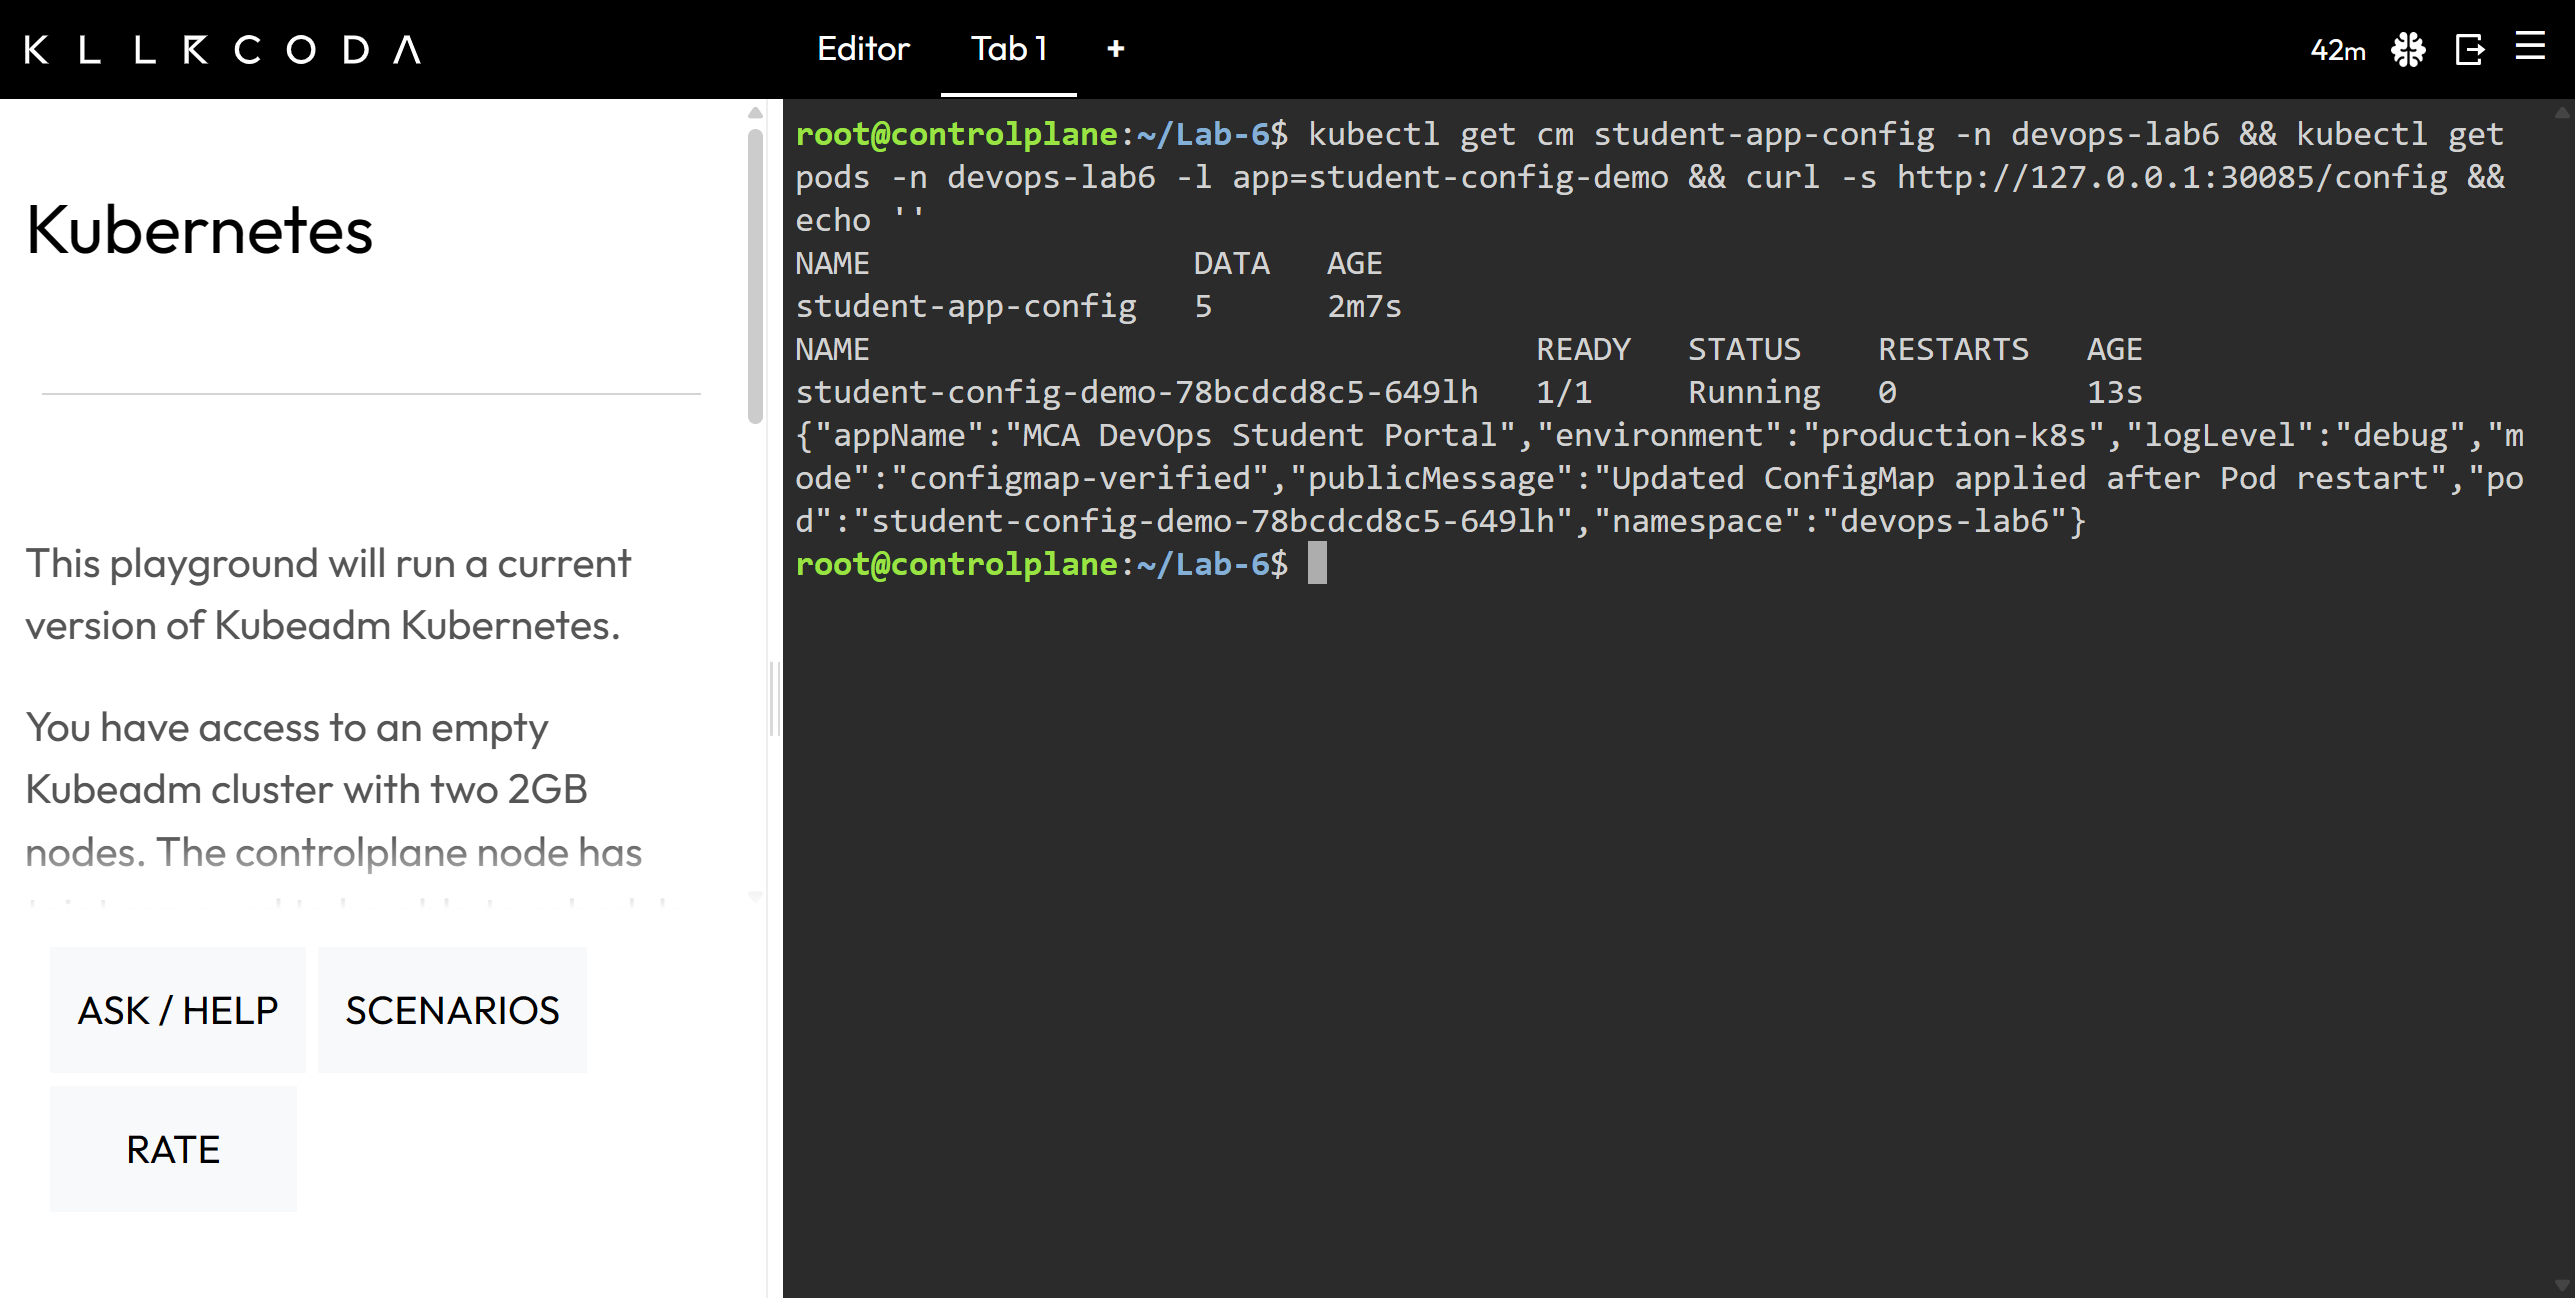 KILLERCODA
Editor
Tab 1
+
42m
Kubernetes
This playground will run a current
version of Kubeadm Kubernetes.
You have access to an empty
Kubeadm cluster with two 2GB
nodes. The controlplane node has
ASK / HELP
SCENARIOS
RATE
root@controlplane:~/Lab-6$ kubectl get cm student-app-config -n devops-lab6 && kubectl get
pods -n devops-lab6 -l app=student-config-demo && curl -s http://127.0.0.1:30085/config &&
echo ''
NAME                 DATA   AGE
student-app-config   5      2m7s
NAME                                   READY   STATUS    RESTARTS   AGE
student-config-demo-78bcdcd8c5-649lh   1/1     Running   0          13s
{"appName":"MCA DevOps Student Portal","environment":"production-k8s","logLevel":"debug","m
ode":"configmap-verified","publicMessage":"Updated ConfigMap applied after Pod restart","po
d":"student-config-demo-78bcdcd8c5-649lh","namespace":"devops-lab6"}
root@controlplane:~/Lab-6$